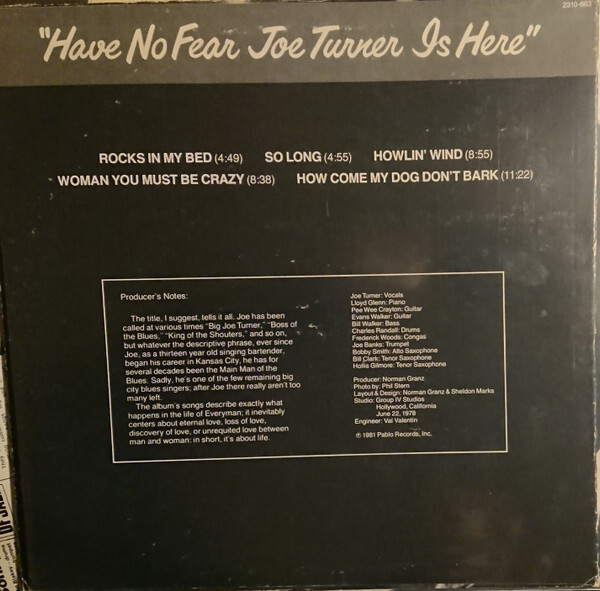 2310-863
"Have No Fear Joe Turner Is Here"
ROCKS IN MY BED (4:49) SO LONG (4:55) HOWLIN' WIND (8:55)
WOMAN YOU MUST BE CRAZY (8:38) HOW COME MY DOG DON'T BARK (11:22)
Producer's Notes:
The title, I suggest, tells it all. Joe has been
called at various times "Big Joe Turner," "Boss of
the Blues," "King of the Shouters," and so on,
but whatever the descriptive phrase, ever since
Joe, as a thirteen year old singing bartender,
began his career in Kansas City, he has for
several decades been the Main Man of the
Blues. Sadly, he's one of the few remaining big
city blues singers; after Joe there really aren't too
many left.
The album's songs describe exactly what
happens in the life of Everyman; it inevitably
centers about eternal love, loss of love,
discovery of love, or unrequited love between
man and woman: in short, it's about life.
Joe Turner: Vocals
Lloyd Glenn: Piano
Pee Wee Crayton: Guitar
Evans Walker: Guitar
Bill Walker: Bass
Charles Randall: Drums
Frederick Woods: Congas
Joe Banks: Trumpet
Bobby Smith: Alto Saxophone
Bill Clark: Tenor Saxophone
Hollis Gilmore: Tenor Saxophone
Producer: Norman Granz
Photo by: Phil Stern
Layout & Design: Norman Granz & Sheldon Marks
Studio: Group IV Studios
Hollywood, California
June 22, 1978
Engineer: Val Valentin
℗ 1981 Pablo Records, Inc.